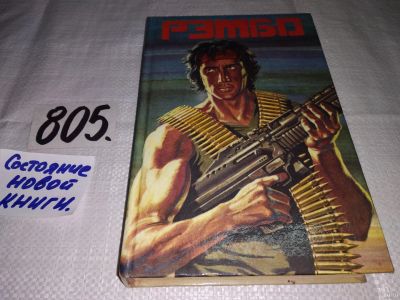 РЭМБО
805.
Состояние
новой
книги.